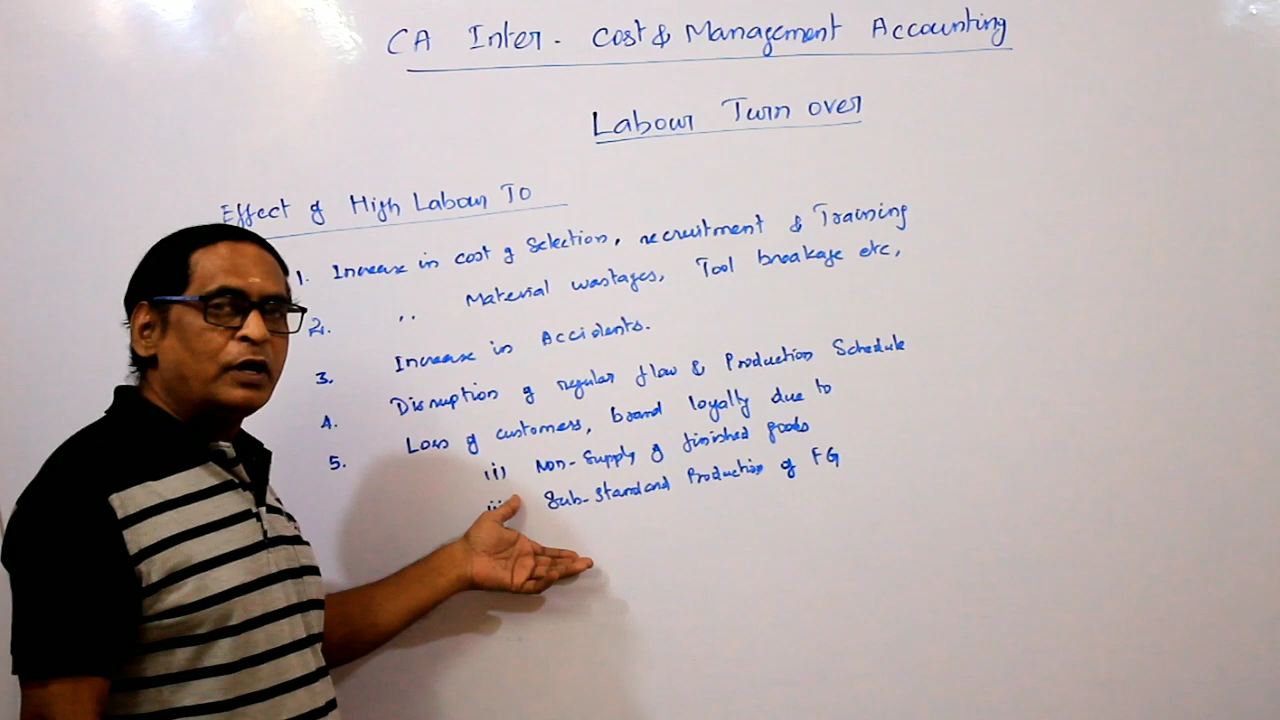 CA Inter - Cost & Management Accounting
Labour Turn over
Effect of High Labour TO
1. Increase in cost of Selection, recruitment & Training
2. ,, Material wastages, Tool breakage etc,
3. Increase in Accidents.
4. Disruption of regular flow & Production Schedule
5. Loss of customers, brand loyalty due to
(i) Non-Supply of finished goods
Sub-standard Production of FG